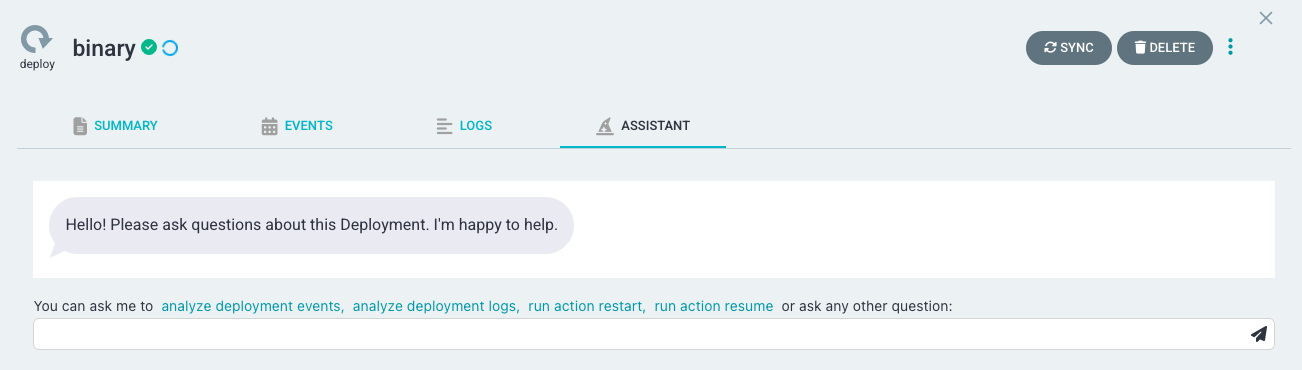 deploy
binary
SYNC
DELETE
SUMMARY
EVENTS
LOGS
ASSISTANT
Hello! Please ask questions about this Deployment. I'm happy to help.
You can ask me to analyze deployment events, analyze deployment logs, run action restart, run action resume or ask any other question: